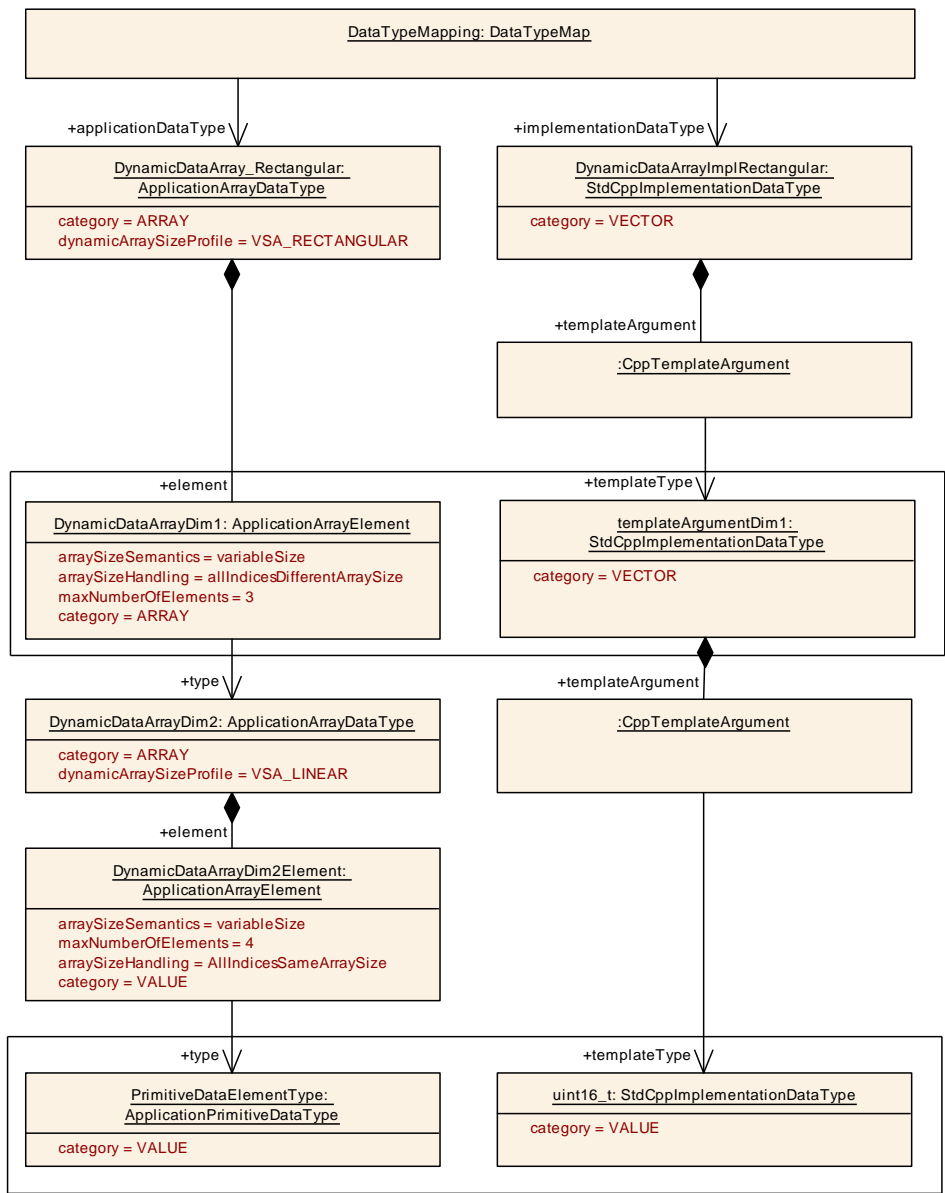 DataTypeMapping: DataTypeMap
+applicationDataType
+implementationDataType
DynamicDataArray_Rectangular:
ApplicationArrayDataType
category = ARRAY
dynamicArraySizeProfile = VSA_RECTANGULAR
DynamicDataArrayImplRectangular:
StdCppImplementationDataType
category = VECTOR
+templateArgument
:CppTemplateArgument
+element
+templateType
DynamicDataArrayDim1: ApplicationArrayElement
arraySizeSemantics = variableSize
arraySizeHandling = allIndicesDifferentArraySize
maxNumberOfElements = 3
category = ARRAY
templateArgumentDim1:
StdCppImplementationDataType
category = VECTOR
+type
+templateArgument
DynamicDataArrayDim2: ApplicationArrayDataType
category = ARRAY
dynamicArraySizeProfile = VSA_LINEAR
:CppTemplateArgument
+element
DynamicDataArrayDim2Element:
ApplicationArrayElement
arraySizeSemantics = variableSize
maxNumberOfElements = 4
arraySizeHandling = AllIndicesSameArraySize
category = VALUE
+type
+templateType
PrimitiveDataElementType:
ApplicationPrimitiveDataType
category = VALUE
uint16_t: StdCppImplementationDataType
category = VALUE